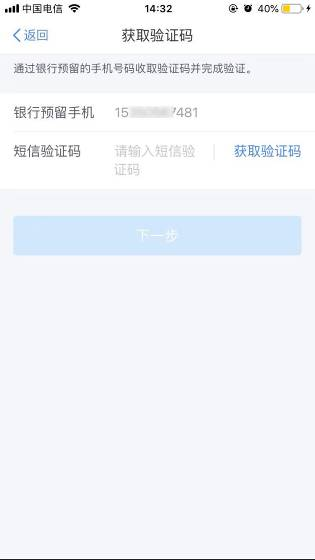 中国电信 14:32 40%
返回 获取验证码
通过银行预留的手机号码收取验证码并完成验证。
银行预留手机 15 481
短信验证码 请输入短信验 获取验证码
证码
下一步